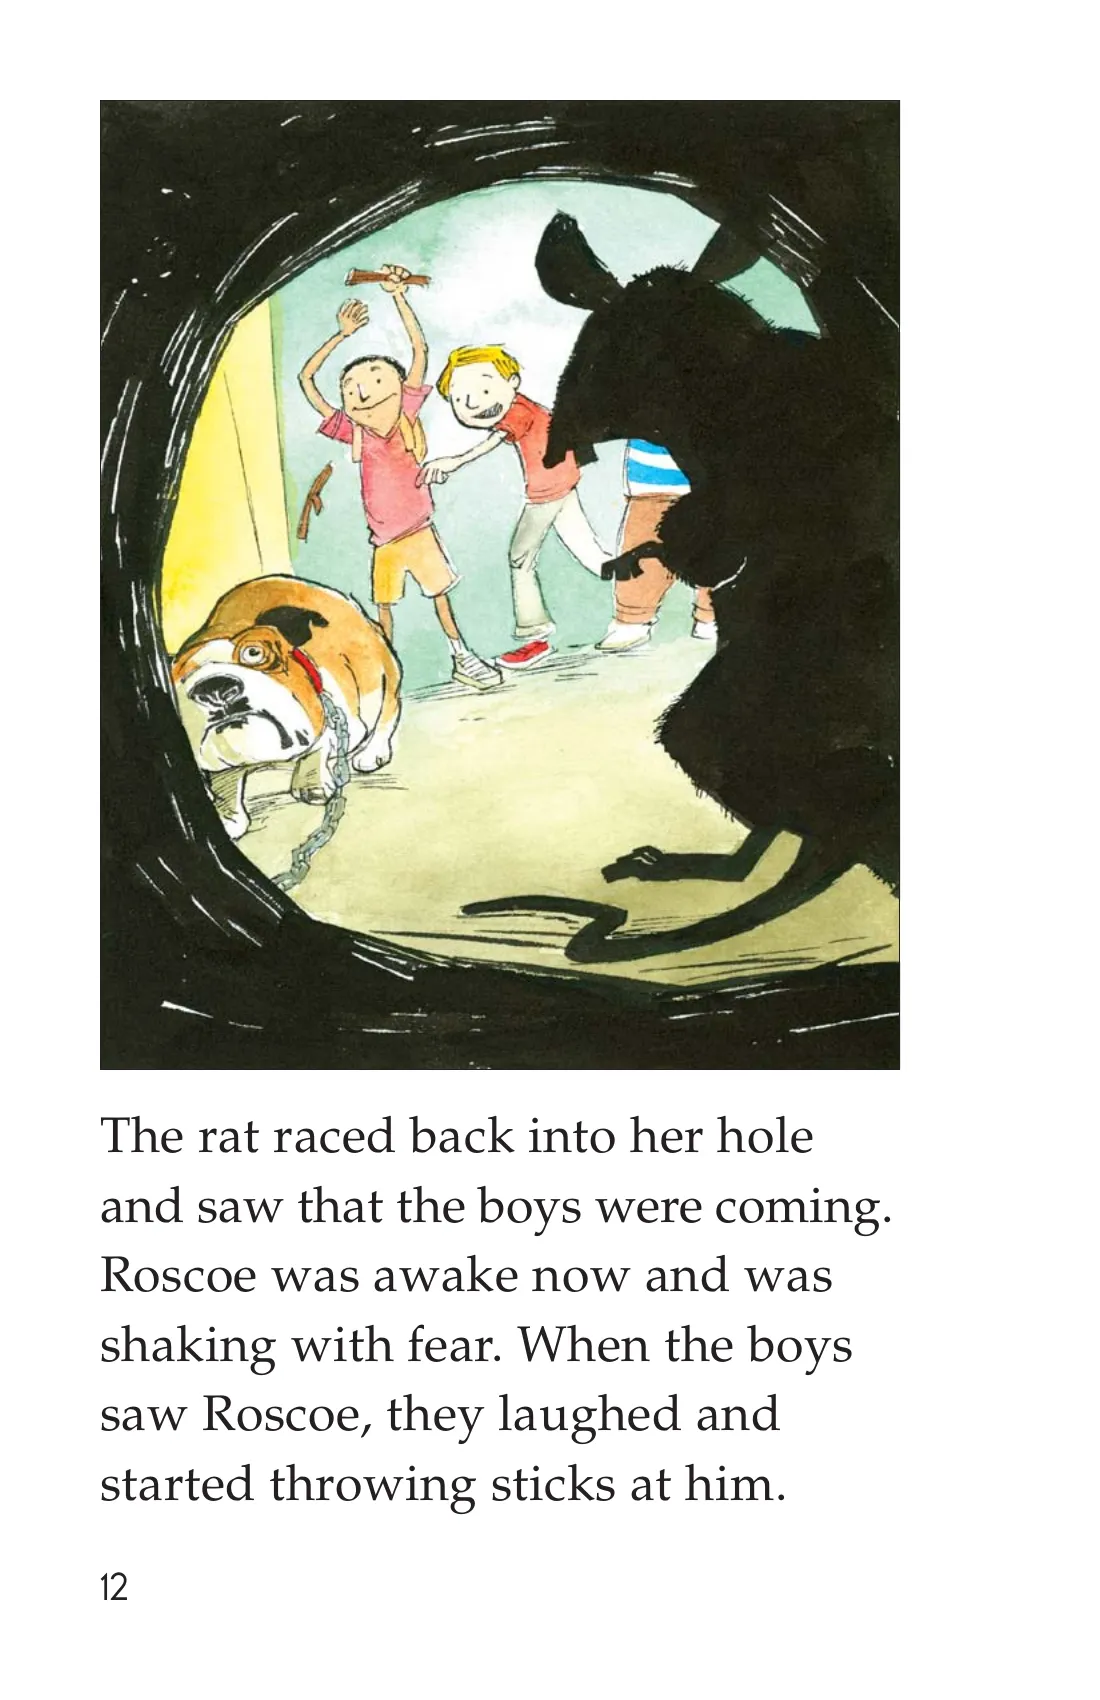 The rat raced back into her hole
and saw that the boys were coming.
Roscoe was awake now and was
shaking with fear. When the boys
saw Roscoe, they laughed and
started throwing sticks at him.
12